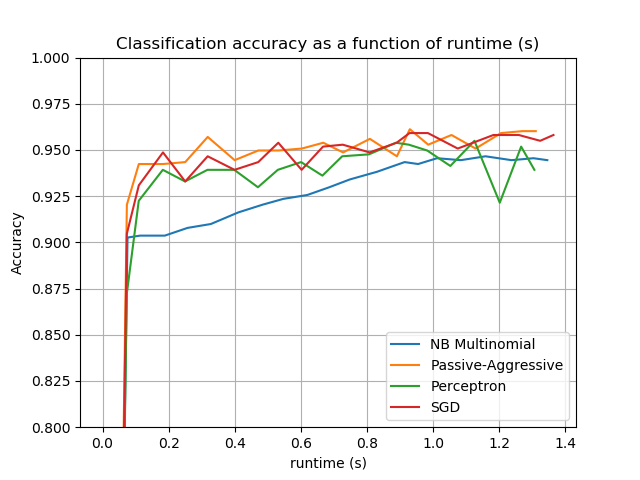 Classification accuracy as a function of runtime (s)
1.000
0.975
0.950
0.925
0.900
0.875
0.850
0.825
0.800
Accuracy
NB Multinomial
Passive-Aggressive
Perceptron
SGD
0.0 0.2 0.4 0.6 0.8 1.0 1.2 1.4
runtime (s)